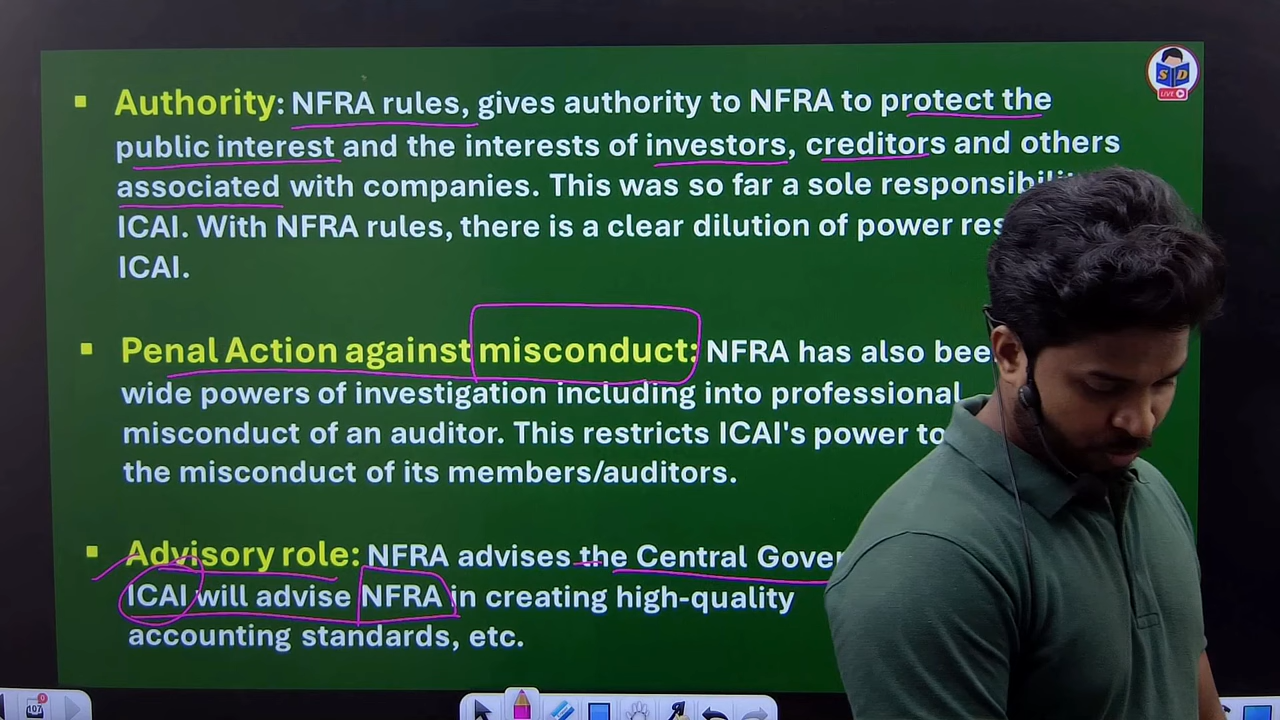 ▪ Authority: NFRA rules, gives authority to NFRA to protect the
public interest and the interests of investors, creditors and others
associated with companies. This was so far a sole
ICAI. With NFRA rules, there is a clear dilution of power
ICAI.
▪ Penal Action against misconduct: NFRA has also
wide powers of investigation including into professional
misconduct of an auditor. This restricts ICAI's power to
the misconduct of its members/auditors.
▪ Advisory role: NFRA advises the Central
ICAI will advise NFRA in creating high-quality
accounting standards, etc.
S D
LIVE
107